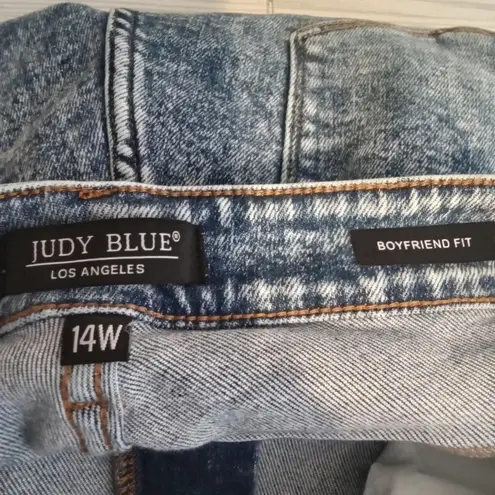 JUDY BLUE®
LOS ANGELES
BOYFRIEND FIT
14W